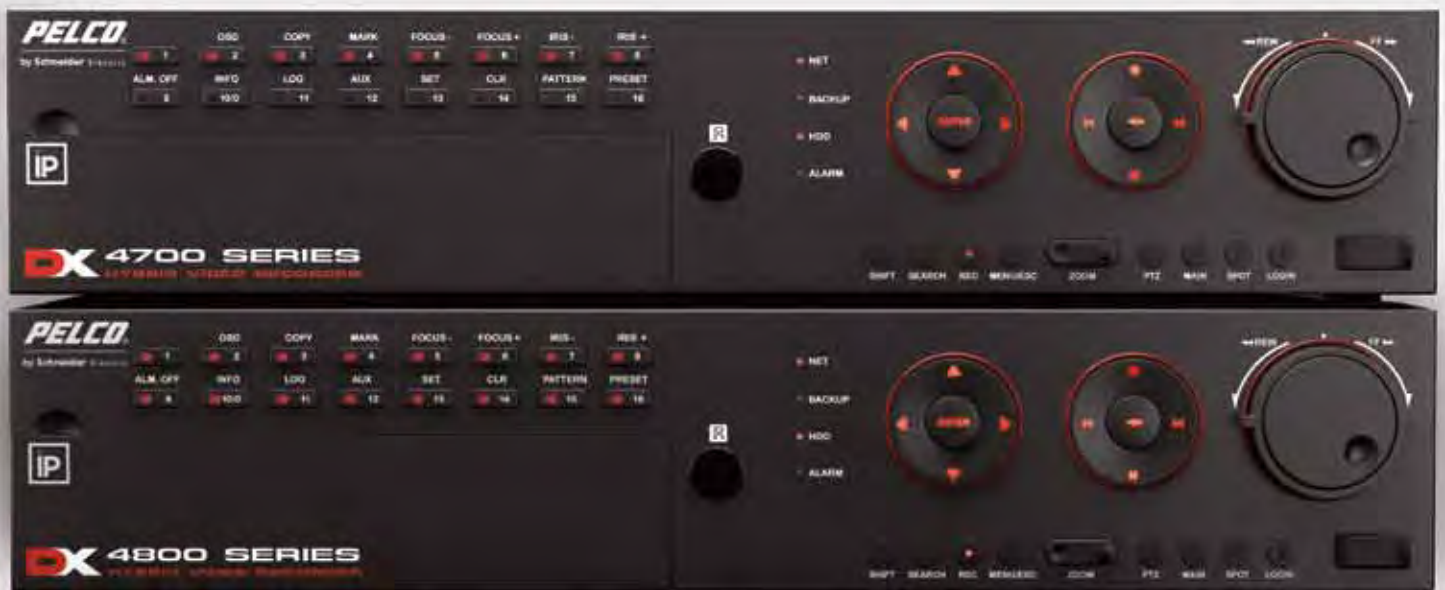 PELCO
by Schneider Electric
OSD COPY MARK FOCUS - FOCUS + IRIS - IRIS +
1 2 3 4 5 6 7 8
ALM. OFF INFO LOG AUX SET CLR PATTERN PRESET
9 10/0 11 12 13 14 15 16
IP
DX 4700 SERIES
HYBRID VIDEO RECORDER
R
NET
BACKUP
HDD
ALARM
ENTER
REW FF
SHIFT SEARCH REC MENU/ESC ZOOM PTZ MAIN SPOT LOGIN
PELCO
by Schneider Electric
OSD COPY MARK FOCUS - FOCUS + IRIS - IRIS +
1 2 3 4 5 6 7 8
ALM. OFF INFO LOG AUX SET CLR PATTERN PRESET
9 10/0 11 12 13 14 15 16
IP
DX 4800 SERIES
HYBRID VIDEO RECORDER
R
NET
BACKUP
HDD
ALARM
ENTER
REW FF
SHIFT SEARCH REC MENU/ESC ZOOM PTZ MAIN SPOT LOGIN